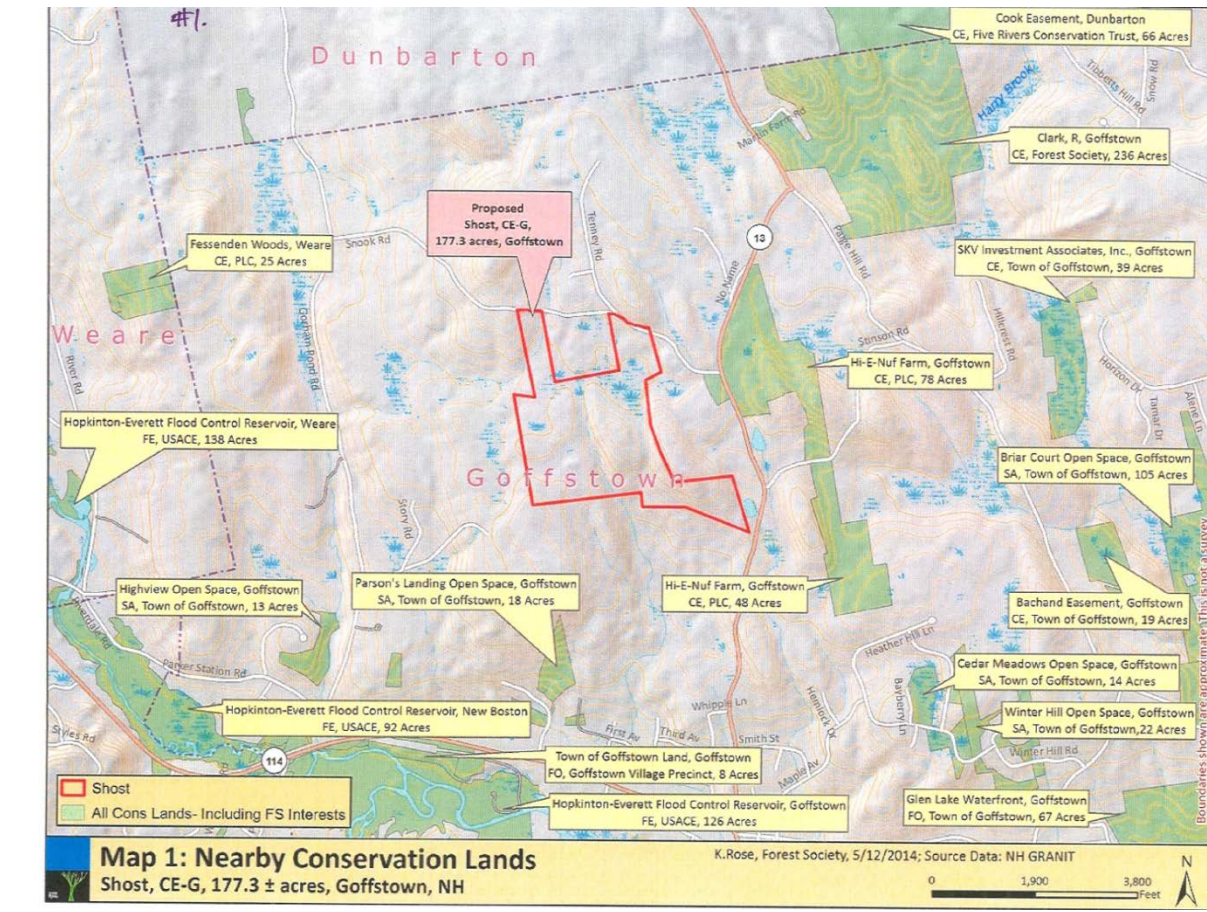 #1.
Dunbarton
Cook Easement, Dunbarton
CE, Five Rivers Conservation Trust, 66 Acres
Tibbetts Hill Rd
Snow Rd
Harry Brook
Martin Farm Rd
Clark, R, Goffstown
CE, Forest Society, 236 Acres
Proposed
Shost, CE-G,
177.3 acres, Goffstown
Tenney Rd
Fessenden Woods, Weare
CE, PLC, 25 Acres
Snook Rd
13
Paige Hill Rd
SKV Investment Associates, Inc., Goffstown
CE, Town of Goffstown, 39 Acres
No Name
Weare
Gorham Pond Rd
River Rd
Stinson Rd
Hillcrest Rd
Hi-E-Nuf Farm, Goffstown
CE, PLC, 78 Acres
Horizon Dr
Tamar Dr
Alene Ln
Hopkinton-Everett Flood Control Reservoir, Weare
FE, USACE, 138 Acres
Briar Court Open Space, Goffstown
SA, Town of Goffstown, 105 Acres
Goffstown
Story Rd
Highview Open Space, Goffstown
SA, Town of Goffstown, 13 Acres
Parson's Landing Open Space, Goffstown
SA, Town of Goffstown, 18 Acres
Hi-E-Nuf Farm, Goffstown
CE, PLC, 48 Acres
Bachand Easement, Goffstown
CE, Town of Goffstown, 19 Acres
Riverdale Rd
Parker Station Rd
Heather Hill Ln
Bayberry Ln
Cedar Meadows Open Space, Goffstown
SA, Town of Goffstown, 14 Acres
Hopkinton-Everett Flood Control Reservoir, New Boston
FE, USACE, 92 Acres
Whipple Ln
Hemlock Dr
Winter Hill Open Space, Goffstown
SA, Town of Goffstown, 22 Acres
Styles Rd
Rd
First Av
Third Av
Smith St
Maple Av
Winter Hill Rd
114
Town of Goffstown Land, Goffstown
FO, Goffstown Village Precinct, 8 Acres
Hopkinton-Everett Flood Control Reservoir, Goffstown
FE, USACE, 126 Acres
Glen Lake Waterfront, Goffstown
FO, Town of Goffstown, 67 Acres
Boundaries shown are approximate. This is not a survey.
Shost
All Cons Lands- Including FS Interests
Map 1: Nearby Conservation Lands
Shost, CE-G, 177.3 ± acres, Goffstown, NH
K.Rose, Forest Society, 5/12/2014; Source Data: NH GRANIT
N
0 1,900 3,800
Feet